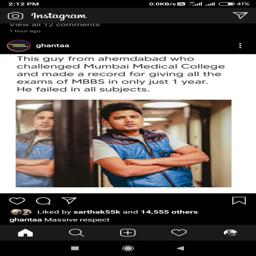 2:12 PM 0.0KB/s 41%
Instagram
View all 12 comments
1 hour ago
ghantaa
This guy from ahemdabad who
challenged Mumbai Medical College
and made a record for giving all the
exams of MBBS in only just 1 year.
He failed in all subjects.
Liked by sarthak55k and 14,555 others
ghantaa Massive respect